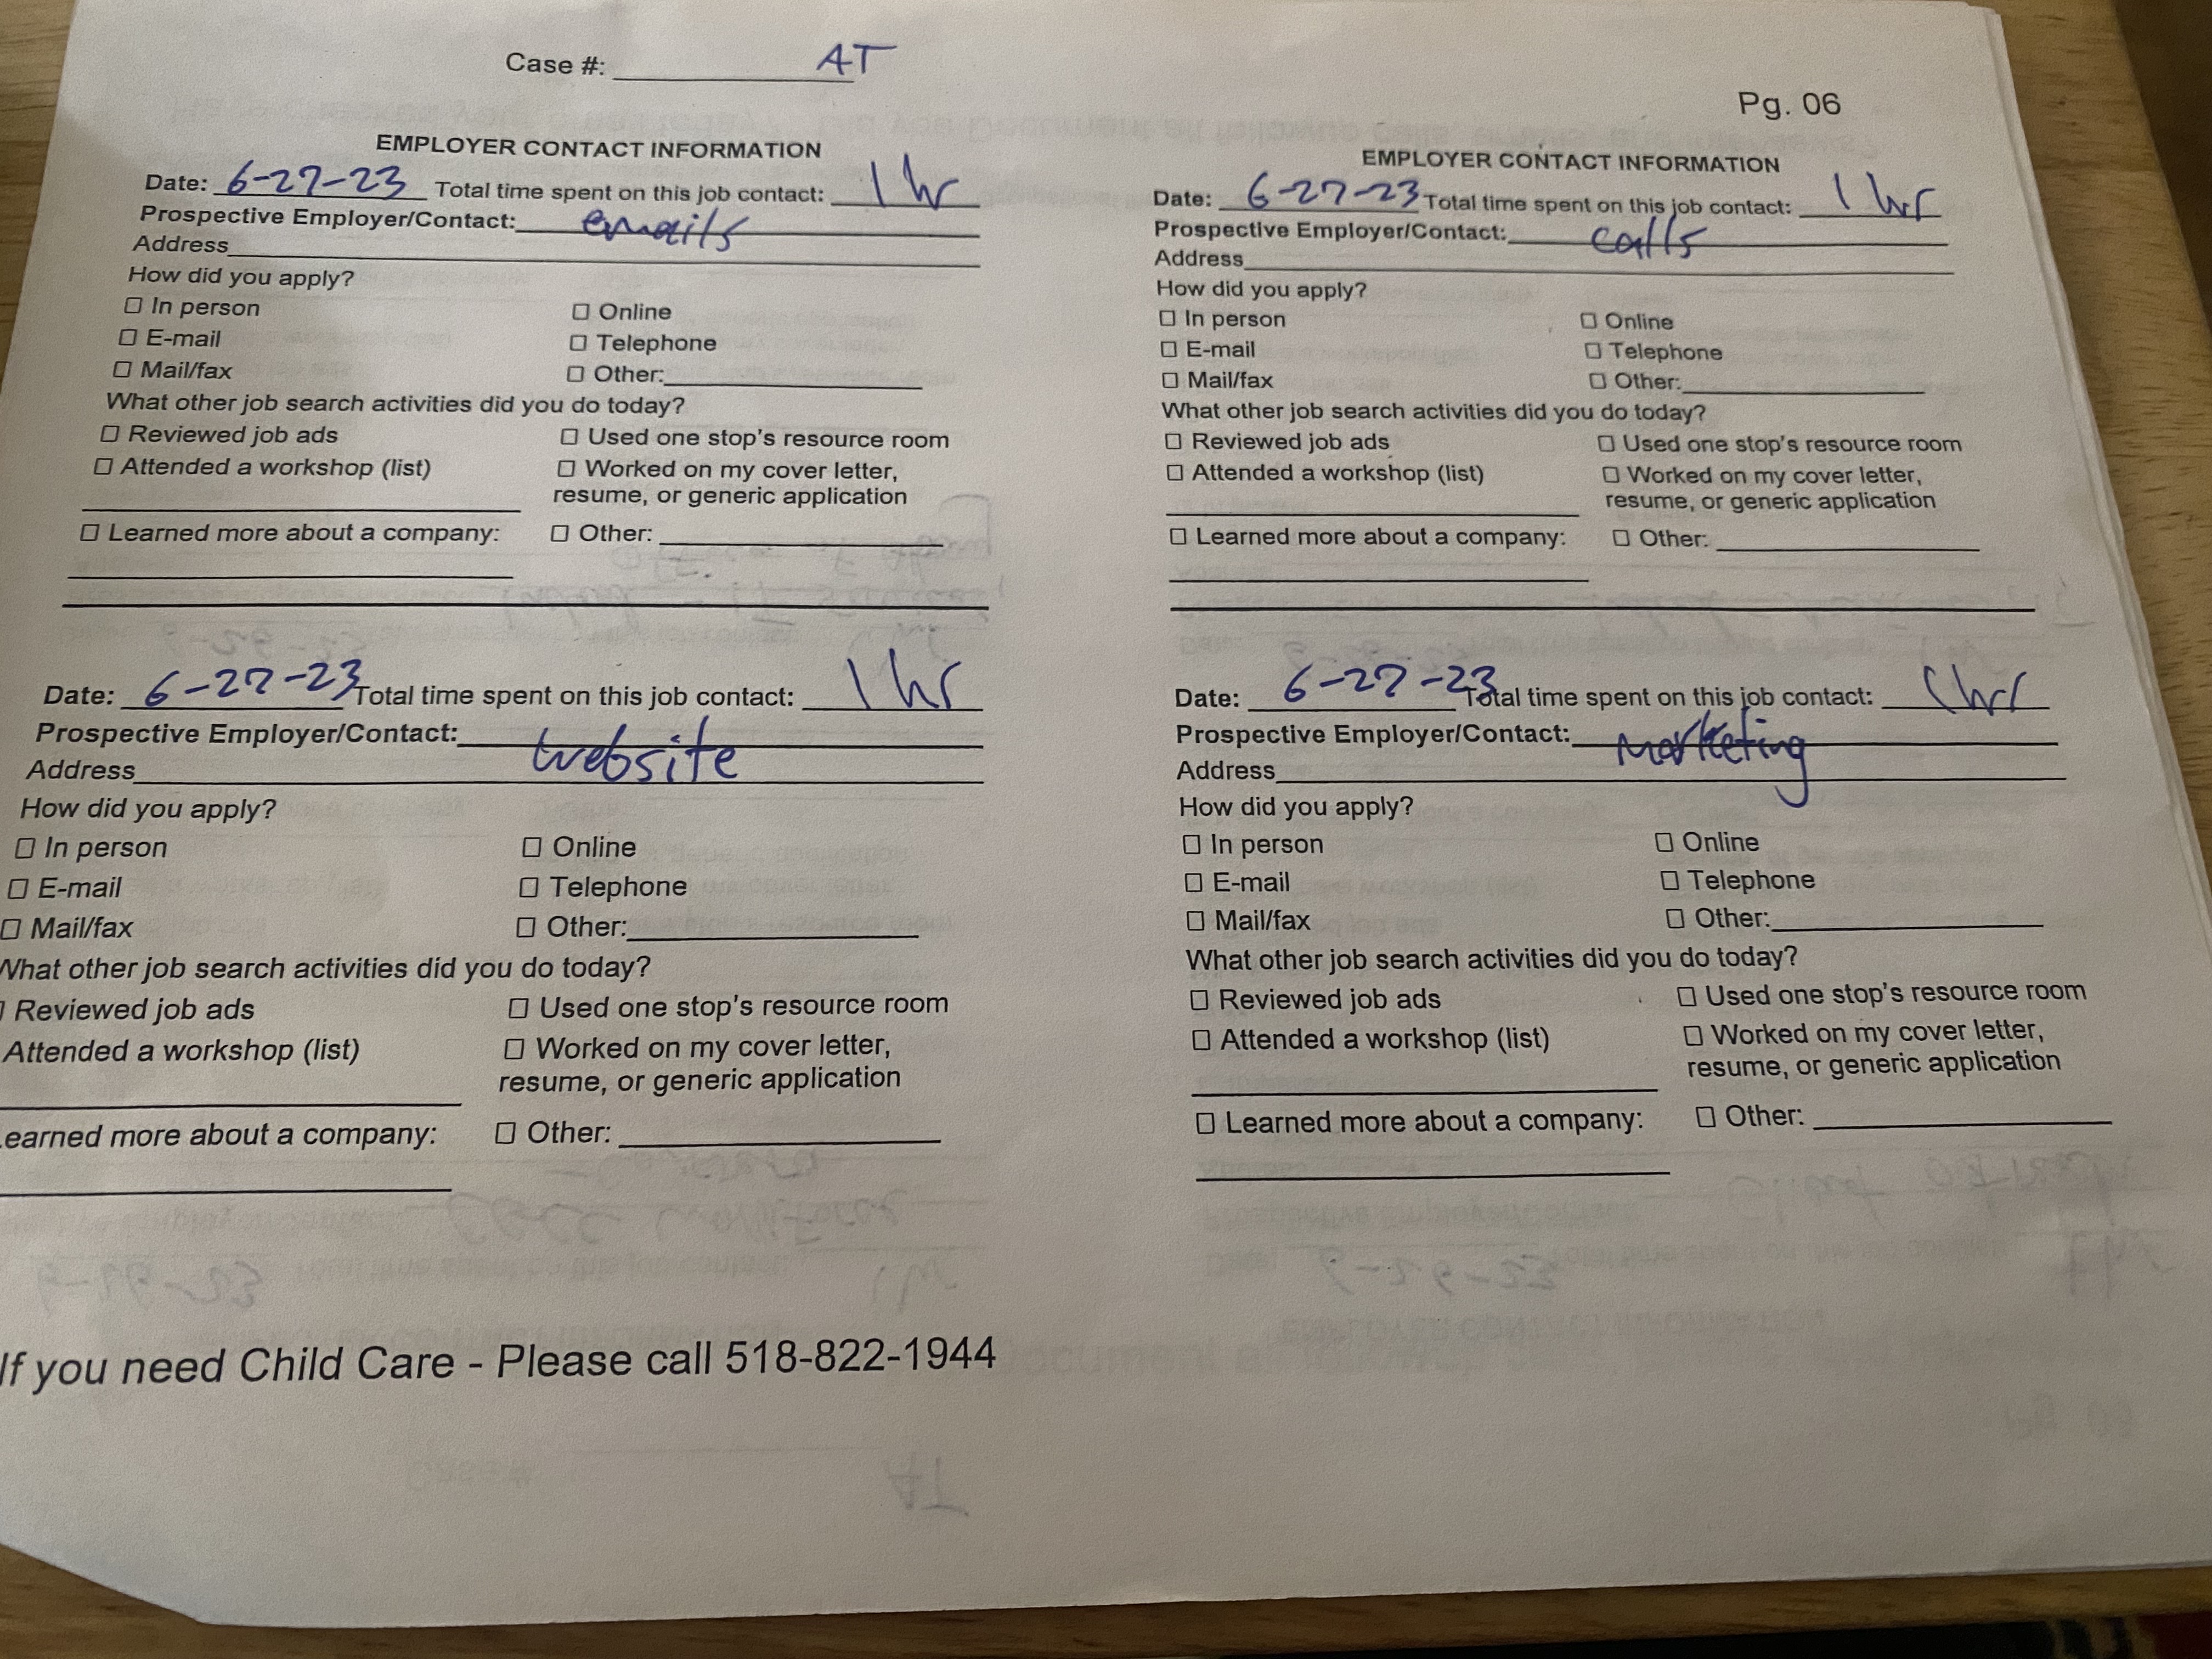 Case #: AT
Pg. 06
EMPLOYER CONTACT INFORMATION
Date: 6-27-23 Total time spent on this job contact: 1 hr
Prospective Employer/Contact: emails
Address
How did you apply?
☐ In person ☐ Online
☐ E-mail ☐ Telephone
☐ Mail/fax ☐ Other:
What other job search activities did you do today?
☐ Reviewed job ads ☐ Used one stop's resource room
☐ Attended a workshop (list) ☐ Worked on my cover letter,
resume, or generic application
☐ Learned more about a company: ☐ Other:
EMPLOYER CONTACT INFORMATION
Date: 6-27-23 Total time spent on this job contact: 1 hr
Prospective Employer/Contact: calls
Address
How did you apply?
☐ In person ☐ Online
☐ E-mail ☐ Telephone
☐ Mail/fax ☐ Other:
What other job search activities did you do today?
☐ Reviewed job ads ☐ Used one stop's resource room
☐ Attended a workshop (list) ☐ Worked on my cover letter,
resume, or generic application
☐ Learned more about a company: ☐ Other:
Date: 6-27-23 Total time spent on this job contact: 1 hr
Prospective Employer/Contact: website
Address
How did you apply?
☐ In person ☐ Online
☐ E-mail ☐ Telephone
☐ Mail/fax ☐ Other:
What other job search activities did you do today?
Reviewed job ads ☐ Used one stop's resource room
Attended a workshop (list) ☐ Worked on my cover letter,
resume, or generic application
earned more about a company: ☐ Other:
Date: 6-27-23 Total time spent on this job contact: 1 hr
Prospective Employer/Contact: marketing
Address
How did you apply?
☐ In person ☐ Online
☐ E-mail ☐ Telephone
☐ Mail/fax ☐ Other:
What other job search activities did you do today?
☐ Reviewed job ads ☐ Used one stop's resource room
☐ Attended a workshop (list) ☐ Worked on my cover letter,
resume, or generic application
☐ Learned more about a company: ☐ Other:
If you need Child Care - Please call 518-822-1944